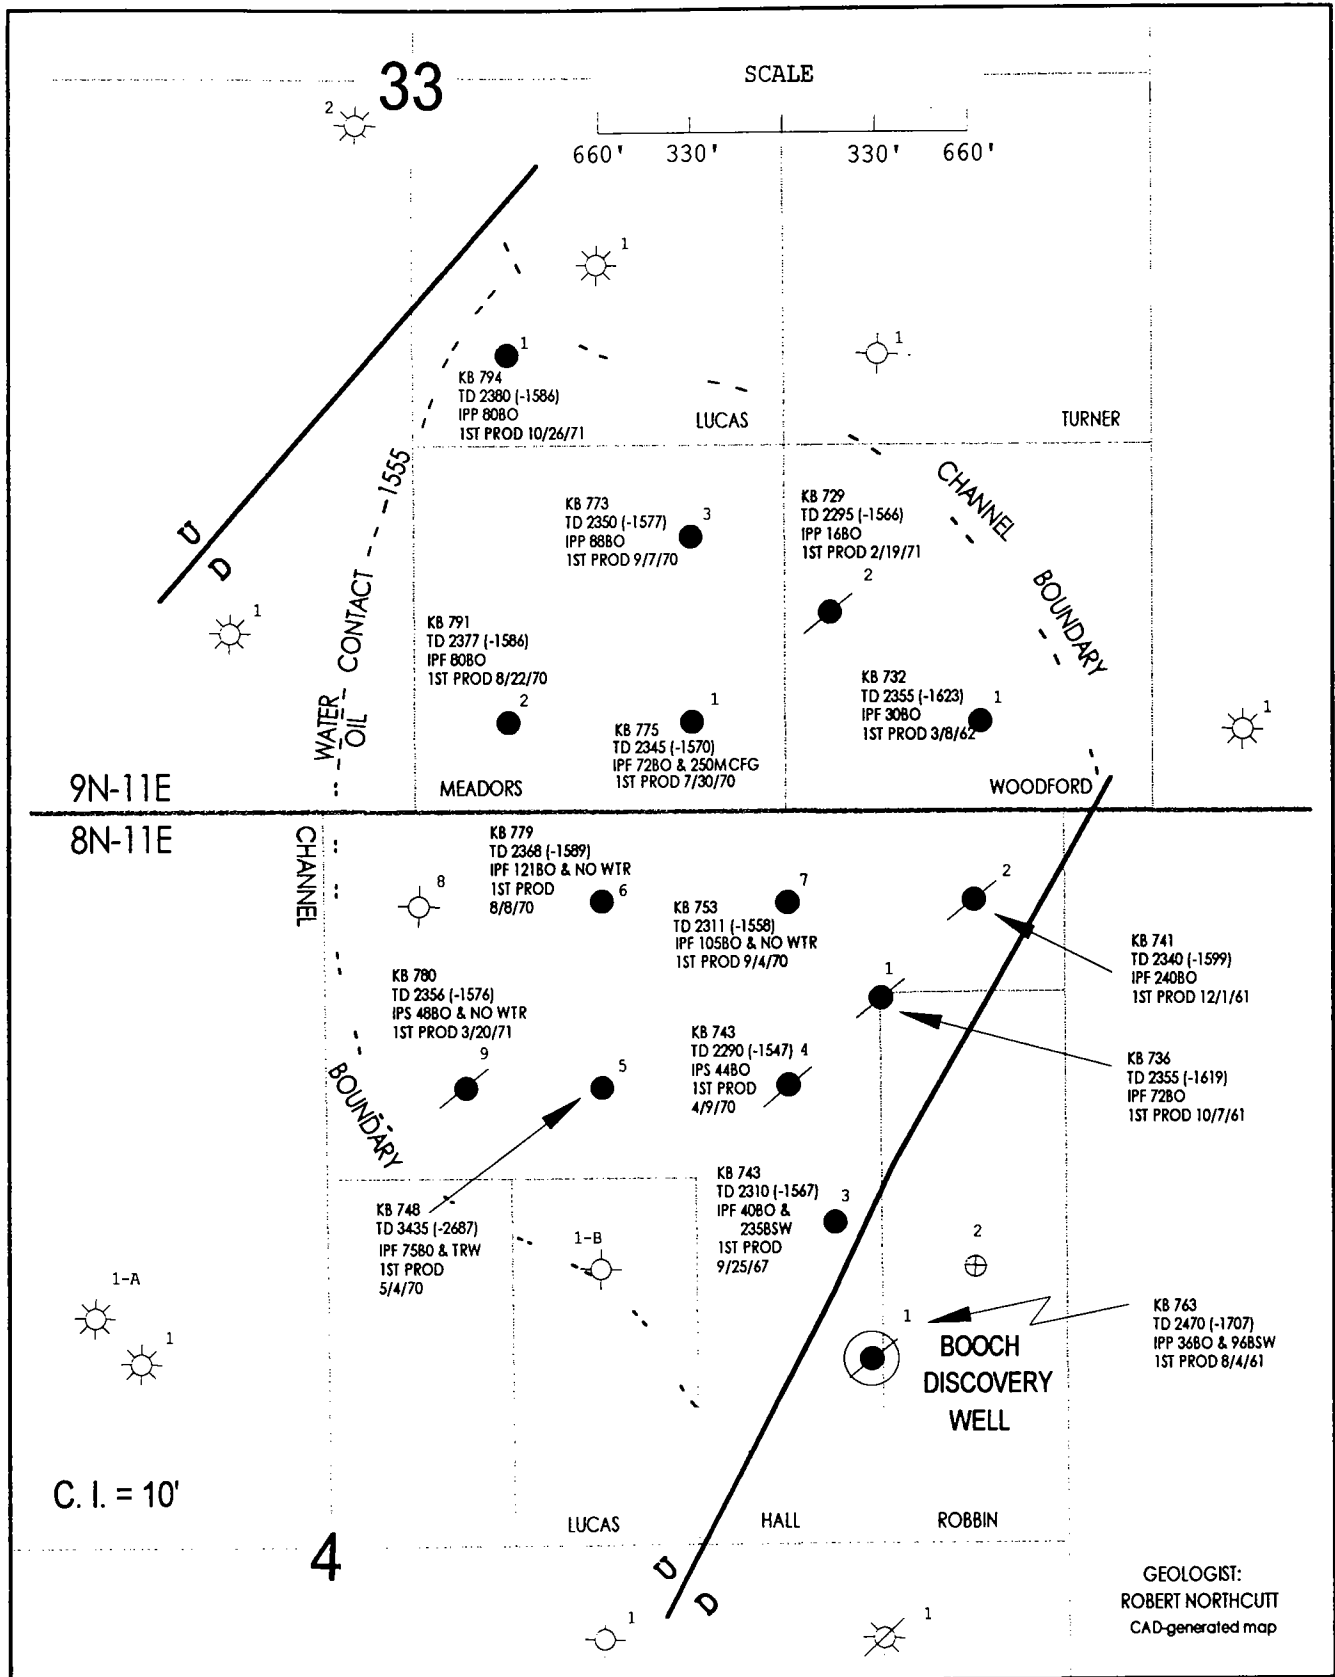 33
SCALE
660' 330' 330' 660'
2
1
1
1
KB 794
TD 2380 (-1586)
IPP 80BO
1ST PROD 10/26/71
LUCAS
TURNER
WATER
OIL
CONTACT -1555
U
D
1
KB 773
TD 2350 (-1577)
IPP 88BO
1ST PROD 9/7/70
3
KB 729
TD 2295 (-1566)
IPP 16BO
1ST PROD 2/19/71
2
CHANNEL
BOUNDARY
KB 791
TD 2377 (-1586)
IPF 80BO
1ST PROD 8/22/70
2
KB 775
TD 2345 (-1570)
IPF 72BO & 250MCFG
1ST PROD 7/30/70
1
KB 732
TD 2355 (-1623)
IPF 30BO
1ST PROD 3/8/62
1
1
9N-11E
MEADORS
WOODFORD
8N-11E
CHANNEL
BOUNDARY
KB 779
TD 2368 (-1589)
IPF 121BO & NO WTR
1ST PROD
8/8/70
8
6
KB 753
TD 2311 (-1558)
IPF 105BO & NO WTR
1ST PROD 9/4/70
7
2
KB 741
TD 2340 (-1599)
IPF 240BO
1ST PROD 12/1/61
KB 780
TD 2356 (-1576)
IPS 48BO & NO WTR
1ST PROD 3/20/71
9
5
1
KB 743
TD 2290 (-1547)
IPS 44BO
1ST PROD
4/9/70
4
KB 736
TD 2355 (-1619)
IPF 72BO
1ST PROD 10/7/61
KB 748
TD 3435 (-2687)
IPF 75BO & TRW
1ST PROD
5/4/70
1-B
KB 743
TD 2310 (-1567)
IPF 40BO &
235BSW
1ST PROD
9/25/67
3
2
1-A
1
1
BOOCH
DISCOVERY
WELL
KB 763
TD 2470 (-1707)
IPP 36BO & 96BSW
1ST PROD 8/4/61
C. I. = 10'
LUCAS
HALL
ROBBIN
4
U
D
1
1
GEOLOGIST:
ROBERT NORTHCUTT
CAD-generated map